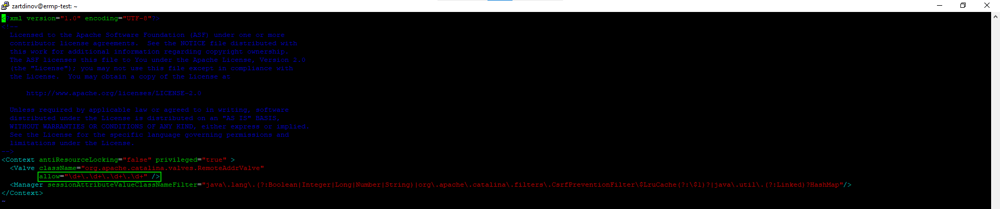 zartdinov@ermp-test: ~
<?xml version="1.0" encoding="UTF-8"?>
<!--
Licensed to the Apache Software Foundation (ASF) under one or more
contributor license agreements.  See the NOTICE file distributed with
this work for additional information regarding copyright ownership.
The ASF licenses this file to You under the Apache License, Version 2.0
(the "License"); you may not use this file except in compliance with
the License.  You may obtain a copy of the License at
http://www.apache.org/licenses/LICENSE-2.0
Unless required by applicable law or agreed to in writing, software
distributed under the License is distributed on an "AS IS" BASIS,
WITHOUT WARRANTIES OR CONDITIONS OF ANY KIND, either express or implied.
See the License for the specific language governing permissions and
limitations under the License.
-->
<Context antiResourceLocking="false" privileged="true" >
<Valve className="org.apache.catalina.valves.RemoteAddrValve"
allow="\d+\.\d+\.\d+\.\d+" />
<Manager sessionAttributeValueClassNameFilter="java\.lang\.(?:Boolean|Integer|Long|Number|String)|org\.apache\.catalina\.filters\.CsrfPreventionFilter\$LruCache(?:\$1)?|java\.util\.(?:Linked)?HashMap"/>
</Context>
~